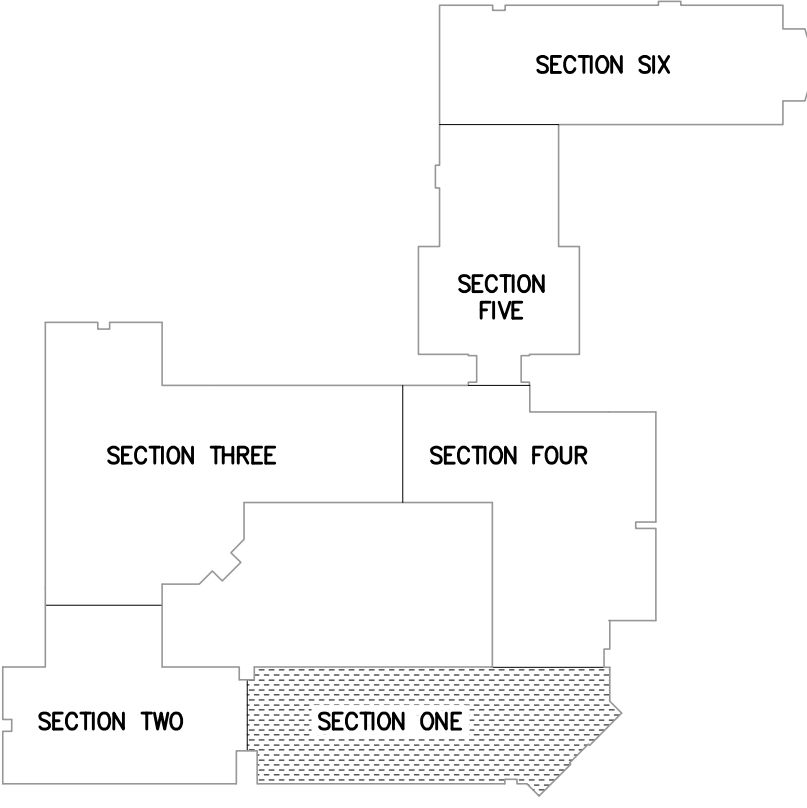 SECTION SIX
SECTION
FIVE
SECTION THREE
SECTION FOUR
SECTION TWO
SECTION ONE